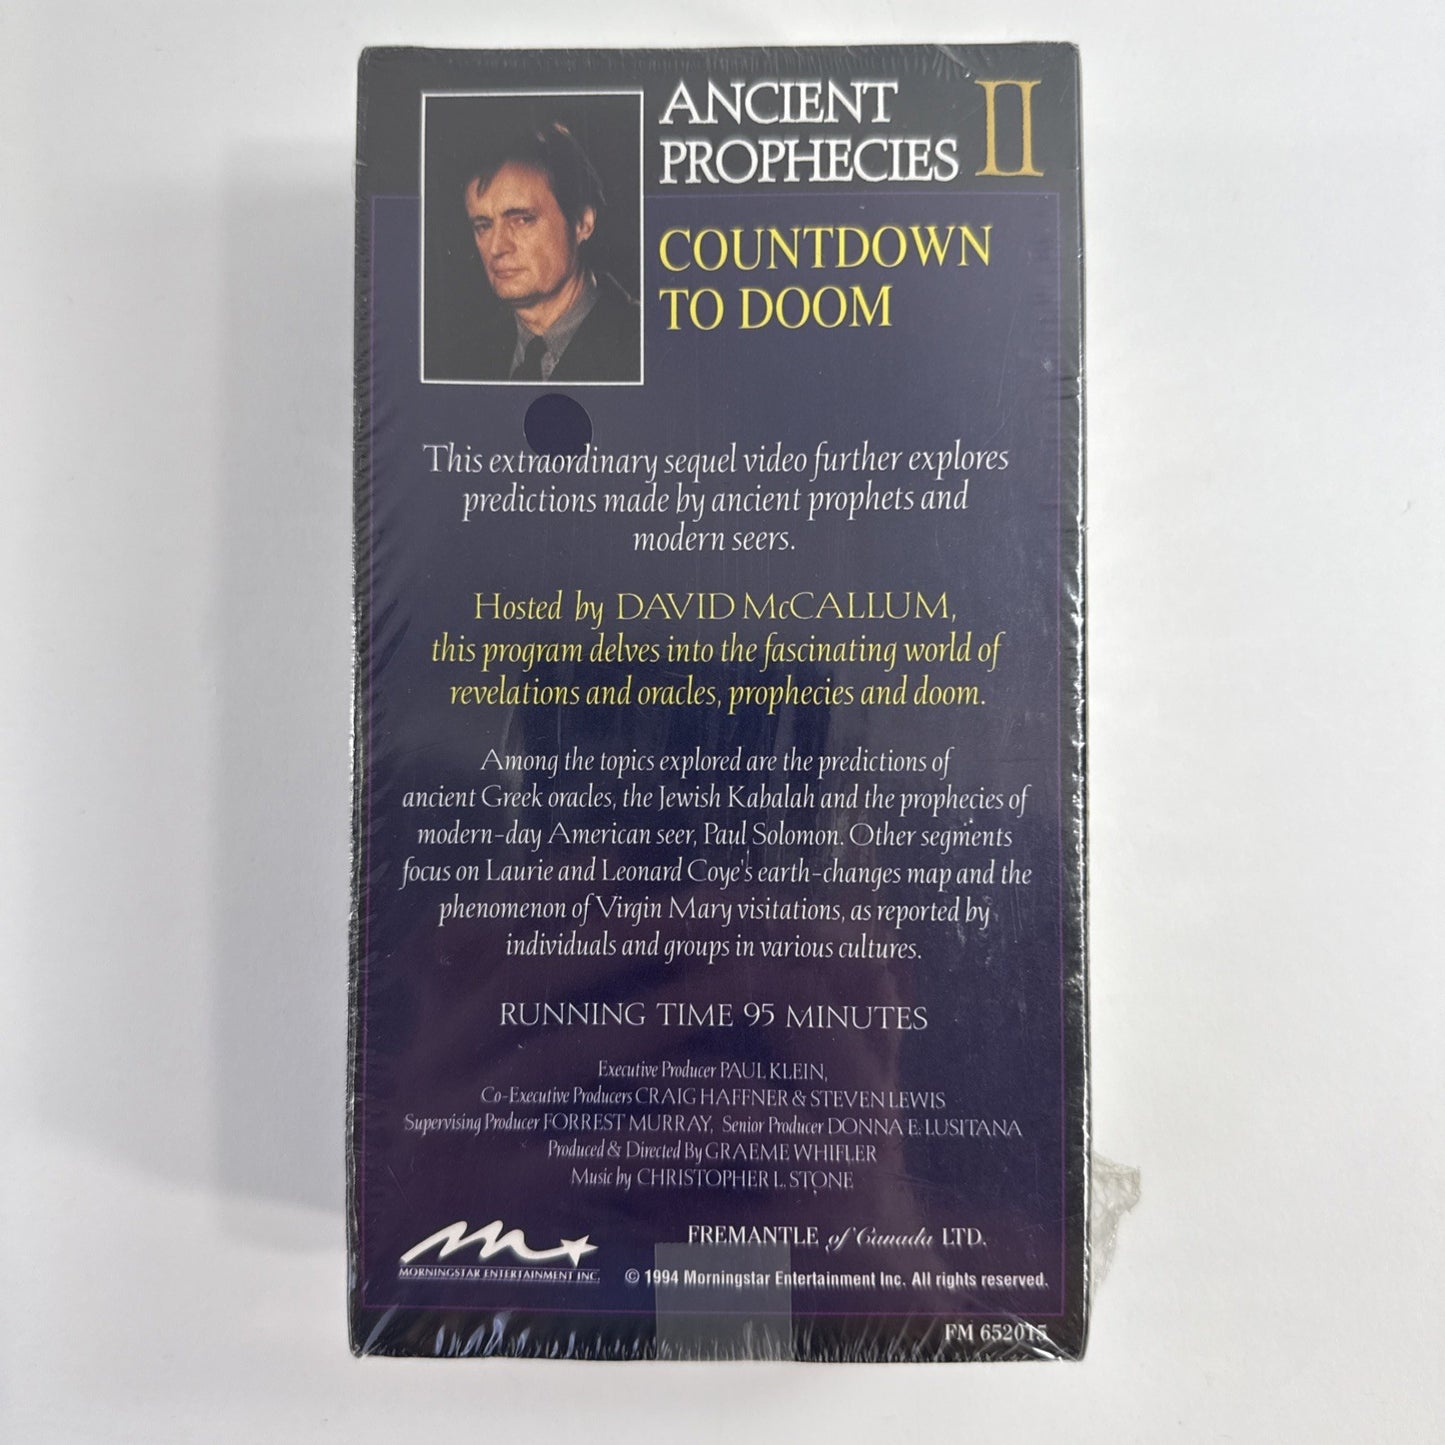 ANCIENT
PROPHECIES II
COUNTDOWN
TO DOOM
This extraordinary sequel video further explores
predictions made by ancient prophets and
modern seers.
Hosted by DAVID McCALLUM,
this program delves into the fascinating world of
revelations and oracles, prophecies and doom.
Among the topics explored are the predictions of
ancient Greek oracles, the Jewish Kabalah and the prophecies of
modern-day American seer, Paul Solomon. Other segments
focus on Laurie and Leonard Coye's earth-changes map and the
phenomenon of Virgin Mary visitations, as reported by
individuals and groups in various cultures.
RUNNING TIME 95 MINUTES
Executive Producer PAUL KLEIN,
Co-Executive Producers CRAIG HAFFNER & STEVEN LEWIS
Supervising Producer FORREST MURRAY, Senior Producer DONNA E. LUSITANA
Produced & Directed By GRAEME WHIFLER
Music by CHRISTOPHER L. STONE
FREMANTLE of Canada LTD.
MORNINGSTAR ENTERTAINMENT INC.
© 1994 Morningstar Entertainment Inc. All rights reserved.
FM 652015